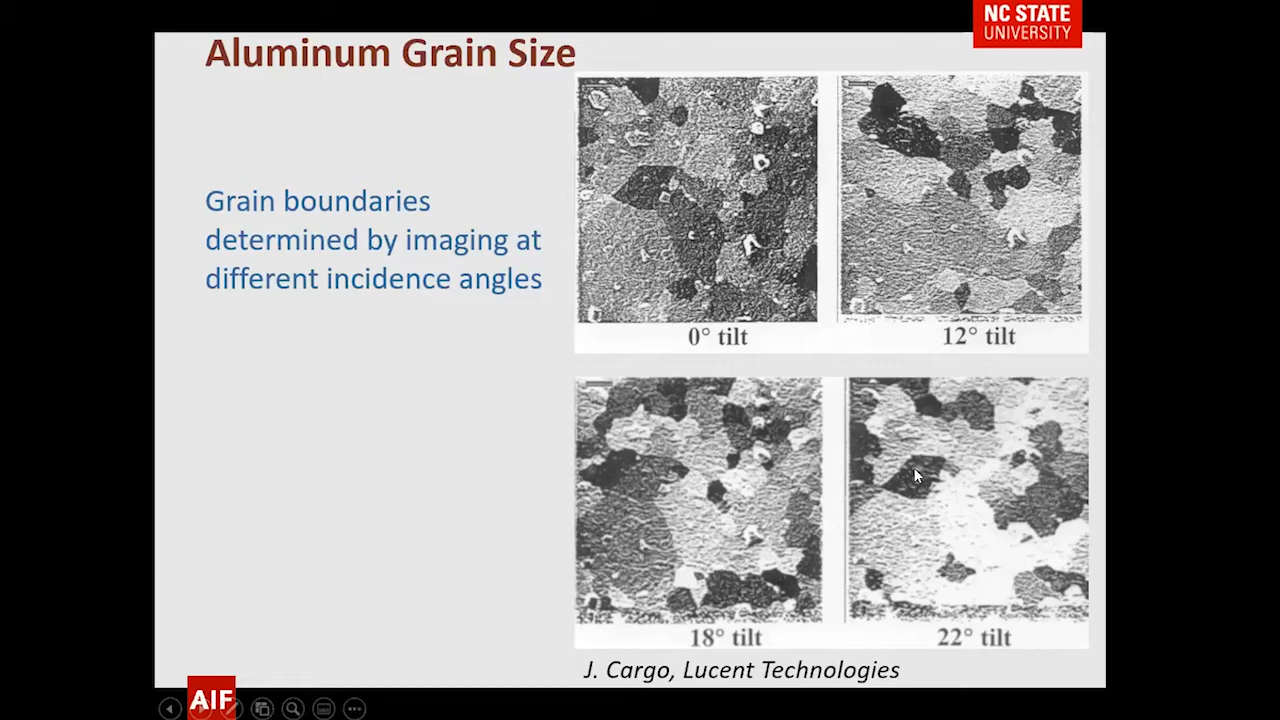 NC STATE
UNIVERSITY
Aluminum Grain Size
Grain boundaries
determined by imaging at
different incidence angles
0° tilt
12° tilt
18° tilt
22° tilt
J. Cargo, Lucent Technologies
AIF